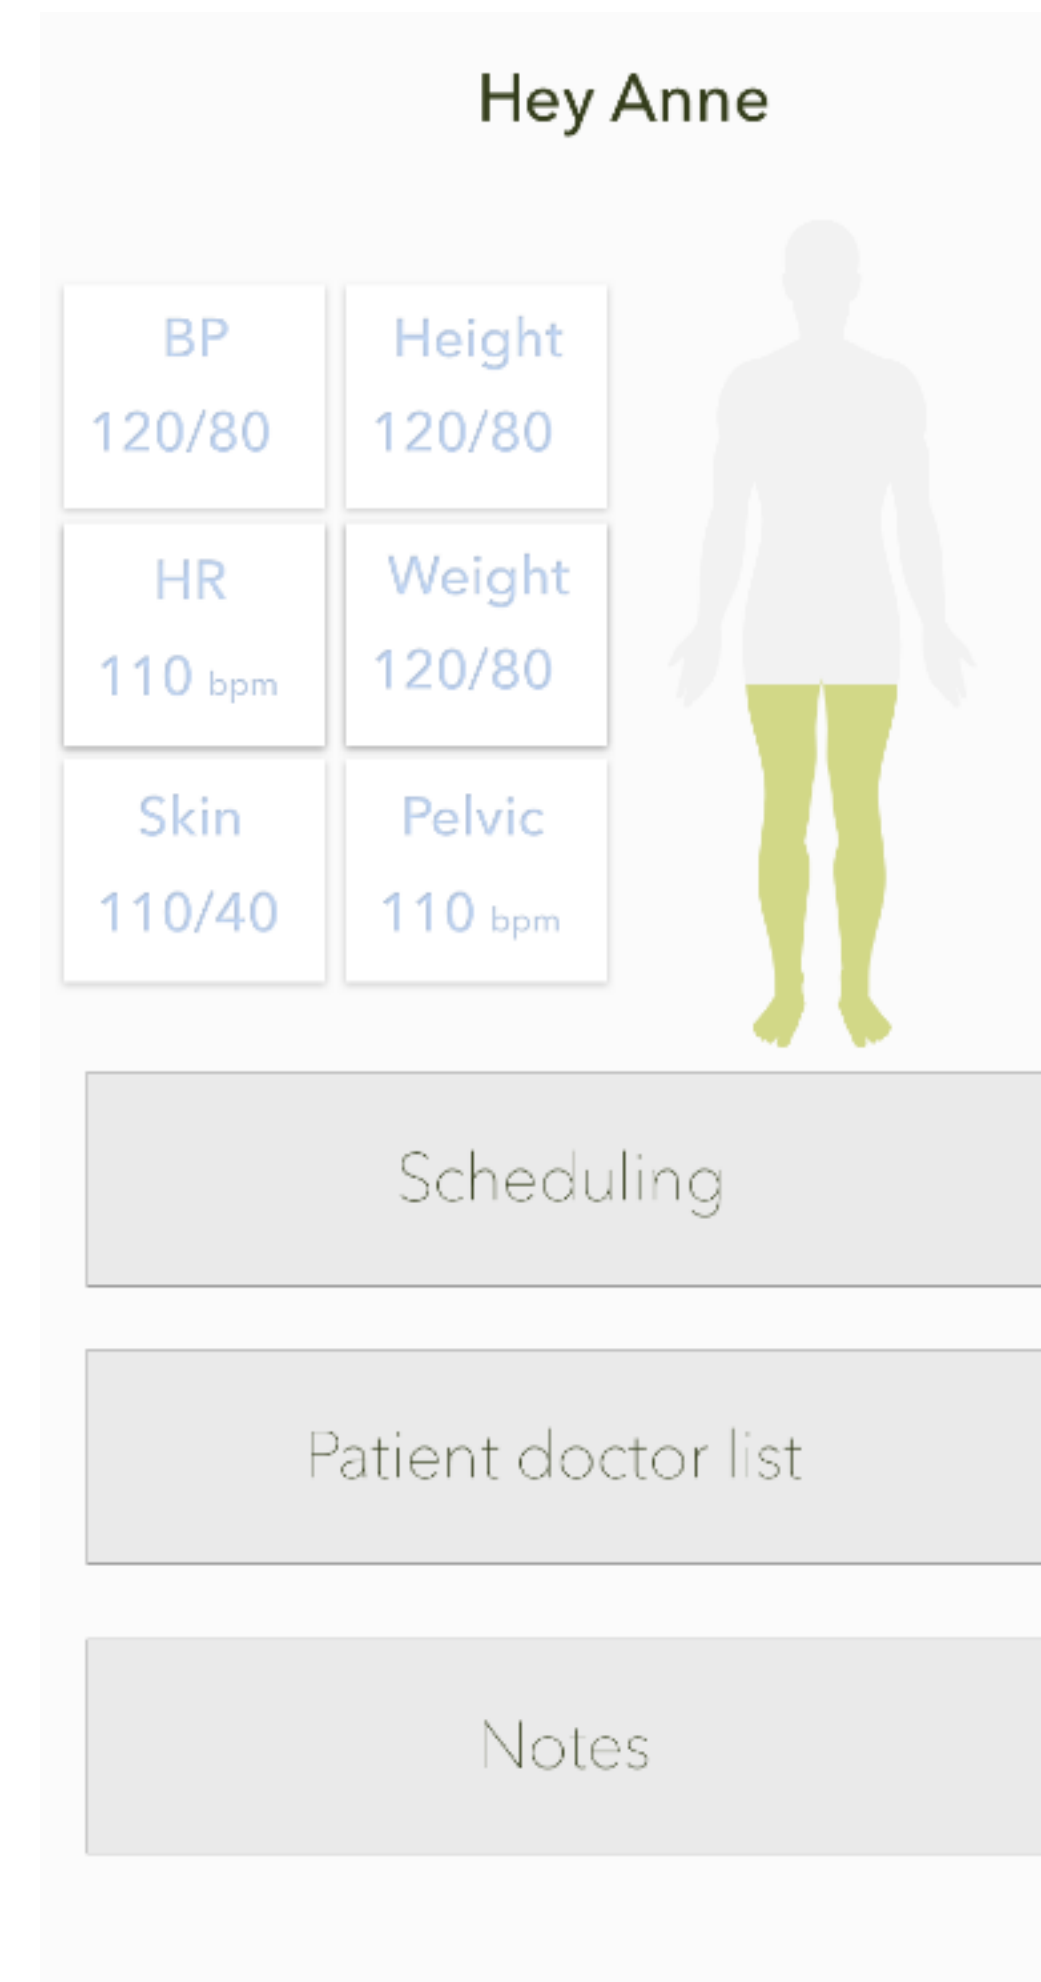 Hey Anne
BP
120/80
Height
120/80
HR
110 bpm
Weight
120/80
Skin
110/40
Pelvic
110 bpm
Scheduling
Patient doctor list
Notes